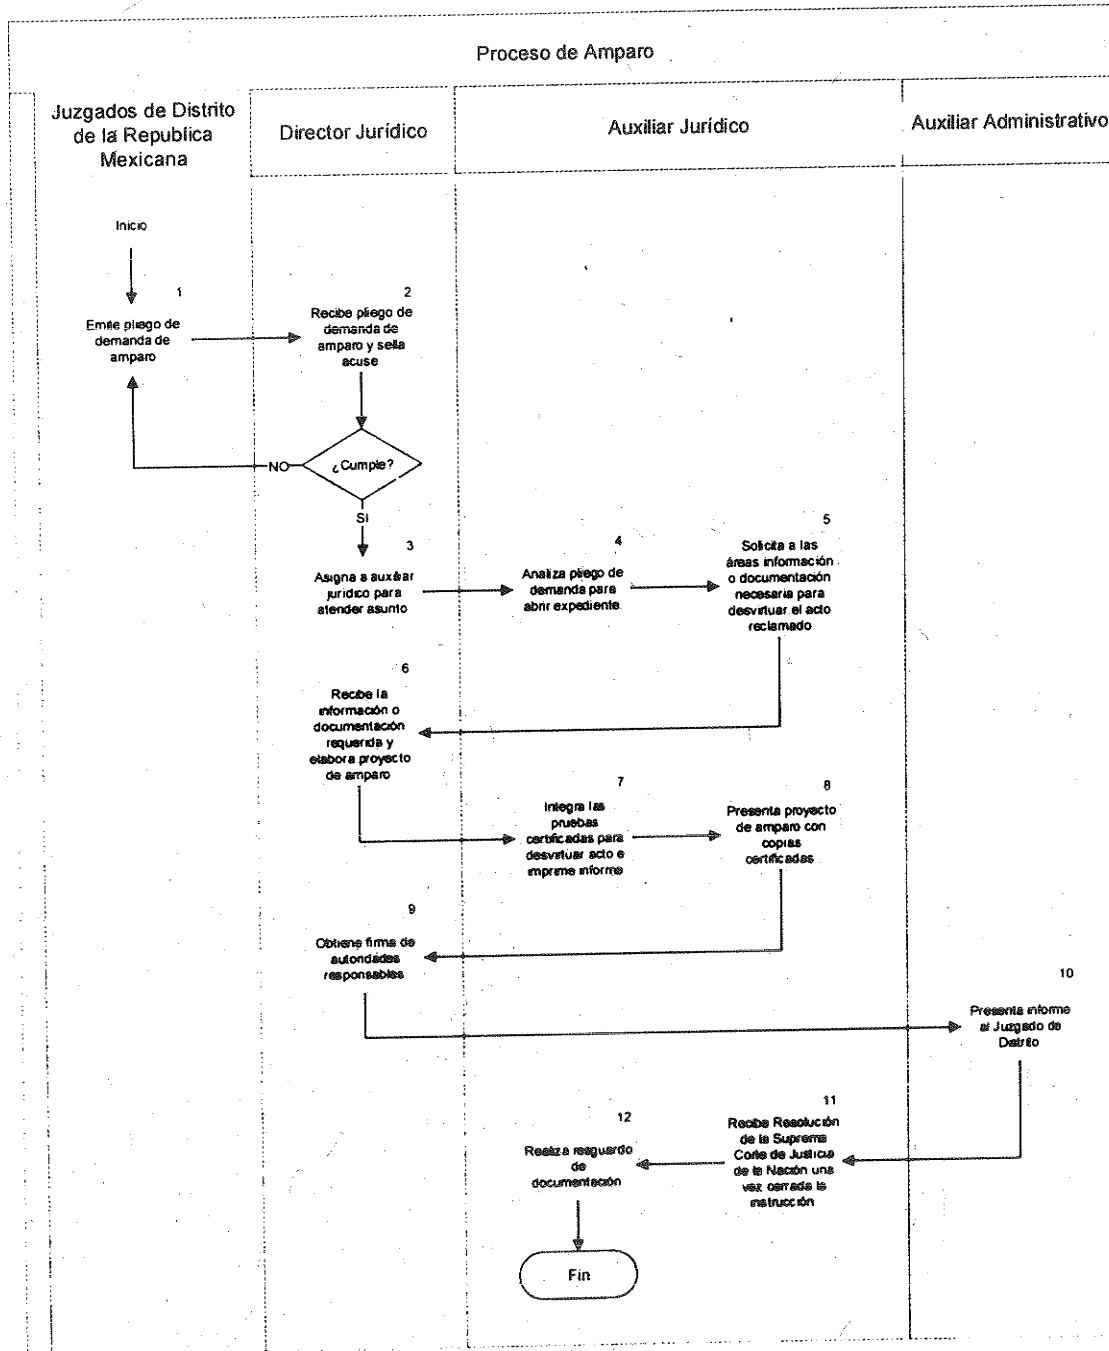 Proceso de Amparo
Juzgados de Distrito
de la Republica
Mexicana
Director Jurídico
Auxiliar Jurídico
Auxiliar Administrativo
Inicio
1
Emite pliego de
demanda de
amparo
2
Recibe pliego de
demanda de
amparo y sella
acuse
¿Cumple?
NO
SI
3
Asigna a auxiliar
jurídico para
atender asunto
4
Analiza pliego de
demanda para
abrir expediente
5
Solicita a las
áreas información
o documentación
necesaria para
desvirtuar el acto
reclamado
6
Recibe la
información o
documentación
requerida y
elabora proyecto
de amparo
7
Integra las
pruebas
certificadas para
desvirtuar acto e
imprime informe
8
Presenta proyecto
de amparo con
copias
certificadas
9
Obtiene firma de
autoridades
responsables
10
Presenta informe
al Juzgado de
Distrito
11
Recibe Resolución
de la Suprema
Corte de Justicia
de la Nación una
vez cerrada la
instrucción
12
Realiza resguardo
de
documentación
Fin